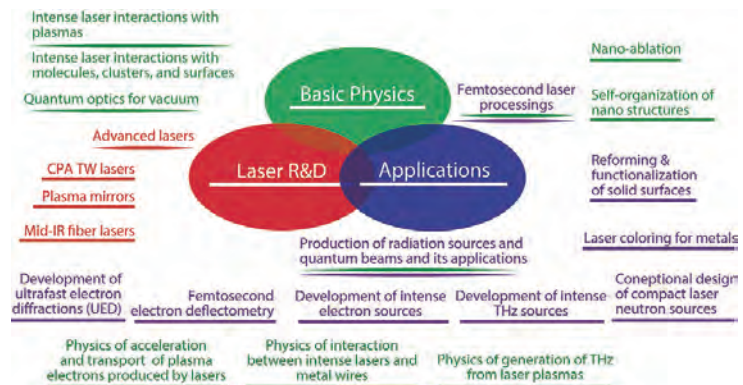 Intense laser interactions with
plasmas
Intense laser interactions with
molecules, clusters, and surfaces
Quantum optics for vacuum
Advanced lasers
CPA TW lasers
Plasma mirrors
Mid-IR fiber lasers
Basic Physics
Laser R&D
Applications
Femtosecond laser
processings
Nano-ablation
Self-organization of
nano structures
Reforming &
functionalization
of solid surfaces
Laser coloring for metals
Production of radiation sources and
quantum beams and its applications
Development of
ultrafast electron
diffractions (UED)
Femtosecond
electron deflectometry
Development of intense
electron sources
Development of intense
THz sources
Coneptional design
of compact laser
neutron sources
Physics of acceleration
and transport of plasma
electrons produced by lasers
Physics of interaction
between intense lasers and
metal wires
Physics of generation of THz
from laser plasmas